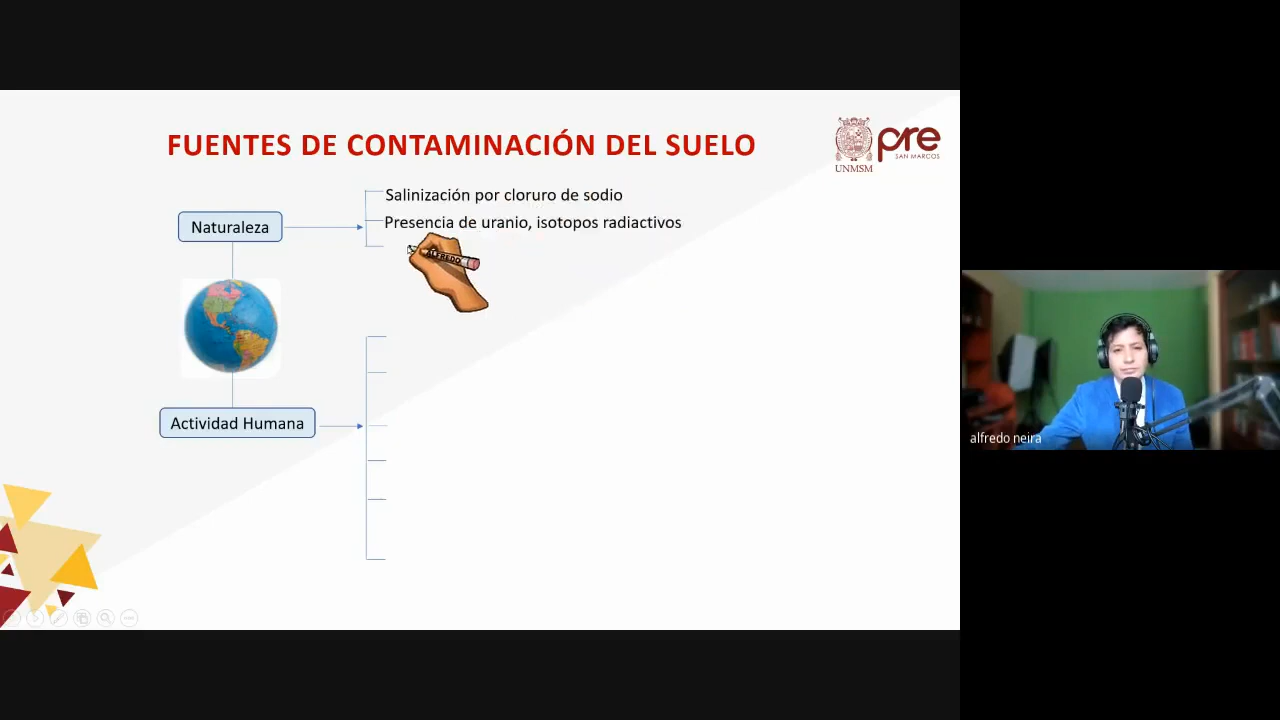 FUENTES DE CONTAMINACIÓN DEL SUELO
UNMSM
pre
SAN MARCOS
Salinización por cloruro de sodio
Naturaleza
Presencia de uranio, isotopos radiactivos
ALFREDO
Actividad Humana
alfredo neira